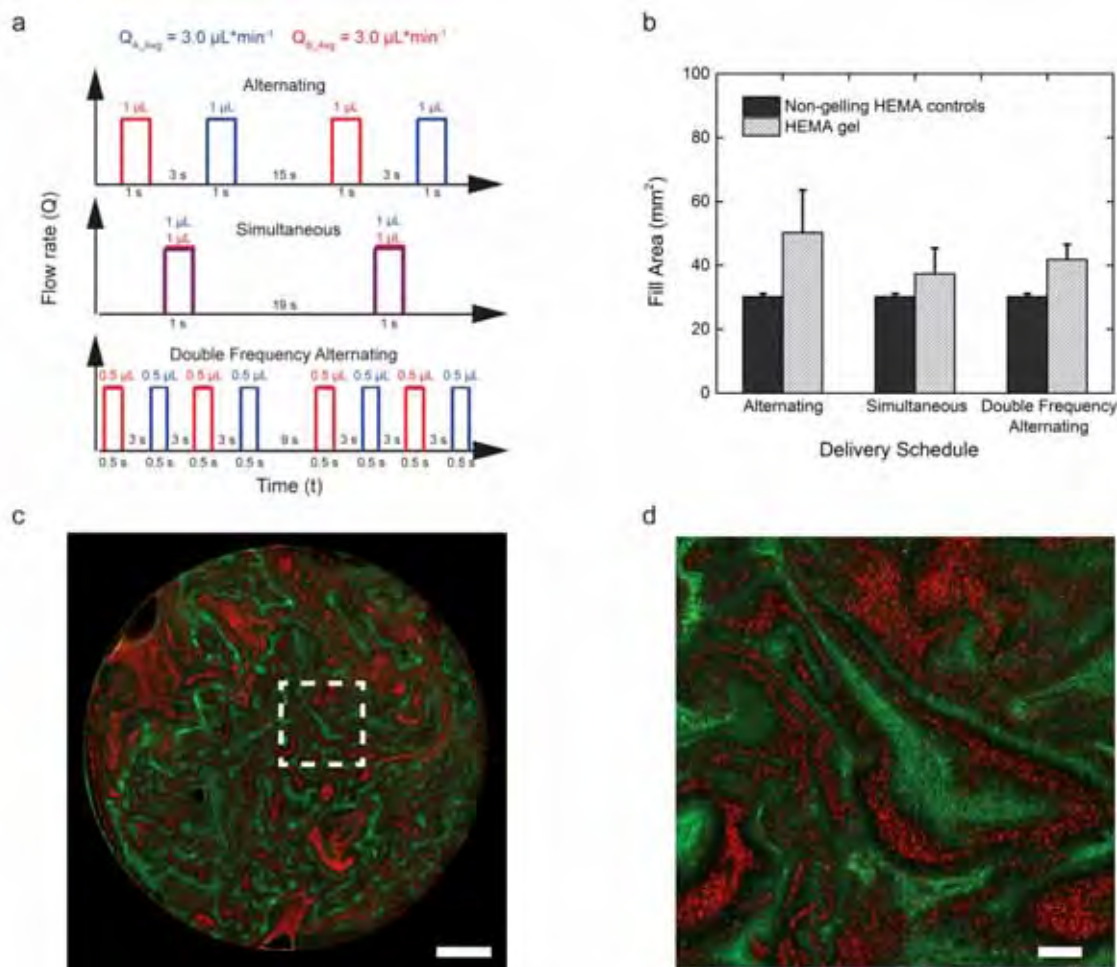 a
Q_A_Avg = 3.0 µL*min⁻¹ Q_B_Avg = 3.0 µL*min⁻¹
Alternating
1 µL 1 µL 1 µL 1 µL
3 s 15 s 3 s
1 s 1 s 1 s 1 s
Flow rate (Q)
Simultaneous
1 µL 1 µL
1 µL 1 µL
19 s
1 s 1 s
Double Frequency Alternating
0.5 µL 0.5 µL 0.5 µL 0.5 µL 0.5 µL 0.5 µL 0.5 µL 0.5 µL
3 s 3 s 3 s 9 s 3 s 3 s 3 s
0.5 s 0.5 s 0.5 s 0.5 s 0.5 s 0.5 s 0.5 s 0.5 s
Time (t)
b
100
80
60
40
20
0
Fill Area (mm²)
Non-gelling HEMA controls
HEMA gel
Alternating Simultaneous Double Frequency
Alternating
Delivery Schedule
c
d